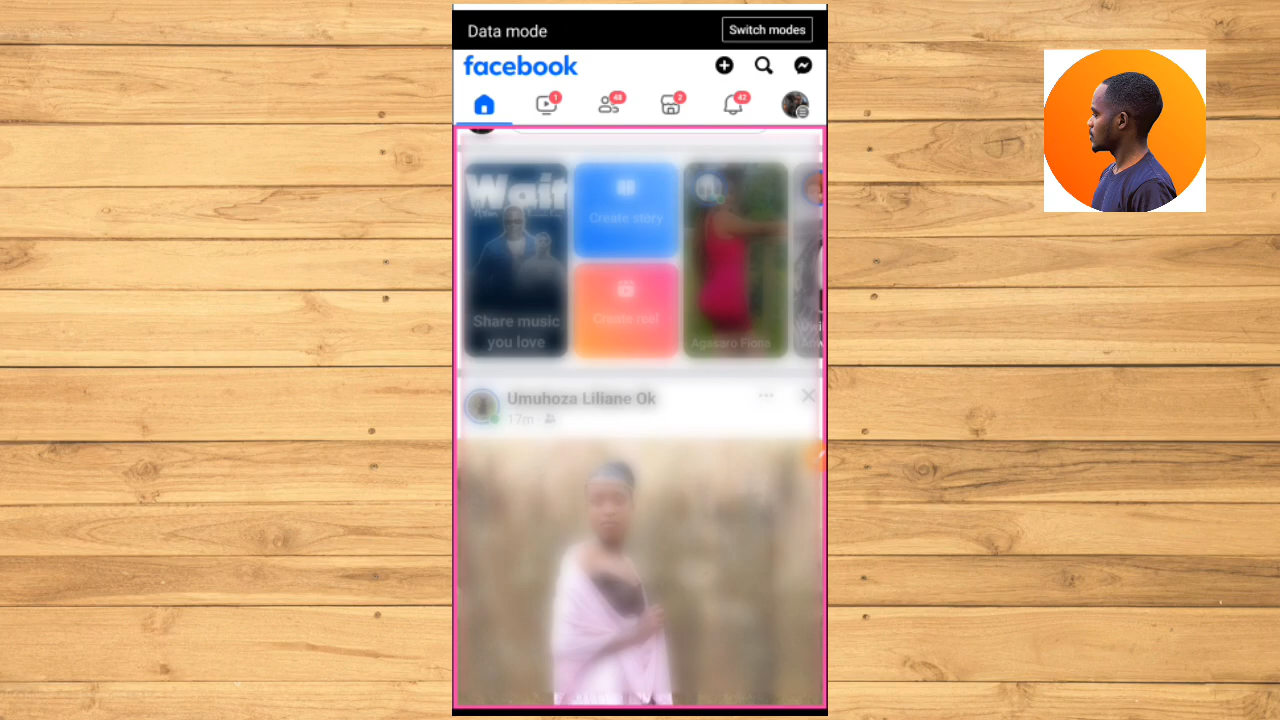 Data mode
Switch modes
facebook
1
48
2
42
Wait
Create story
Create reel
Share music
you love
Agasaro Fiona
Umuhoza Liliane Ok
17m